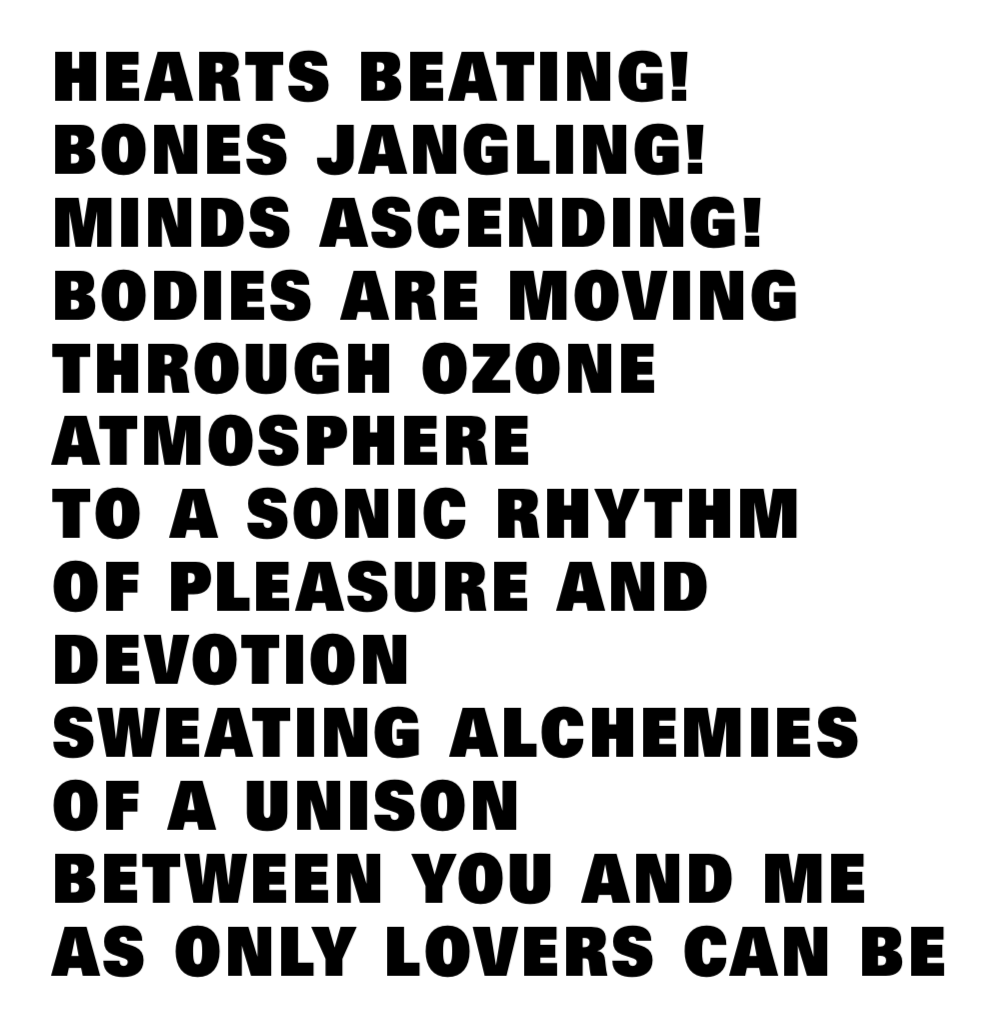 HEARTS BEATING!
BONES JANGLING!
MINDS ASCENDING!
BODIES ARE MOVING
THROUGH OZONE
ATMOSPHERE
TO A SONIC RHYTHM
OF PLEASURE AND
DEVOTION
SWEATING ALCHEMIES
OF A UNISON
BETWEEN YOU AND ME
AS ONLY LOVERS CAN BE